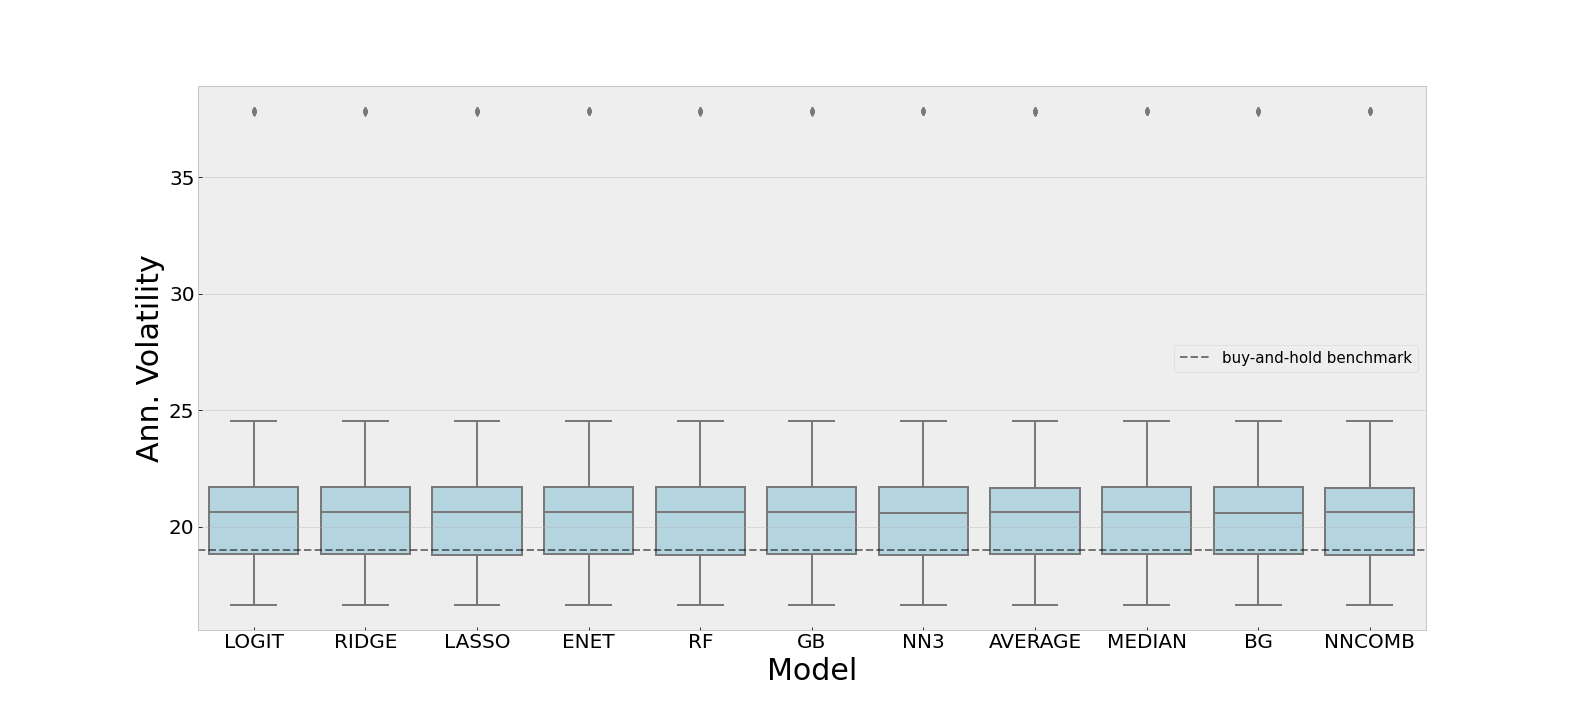 Ann. Volatility
35
30
25
20
buy-and-hold benchmark
LOGIT RIDGE LASSO ENET RF GB NN3 AVERAGE MEDIAN BG NNCOMB
Model